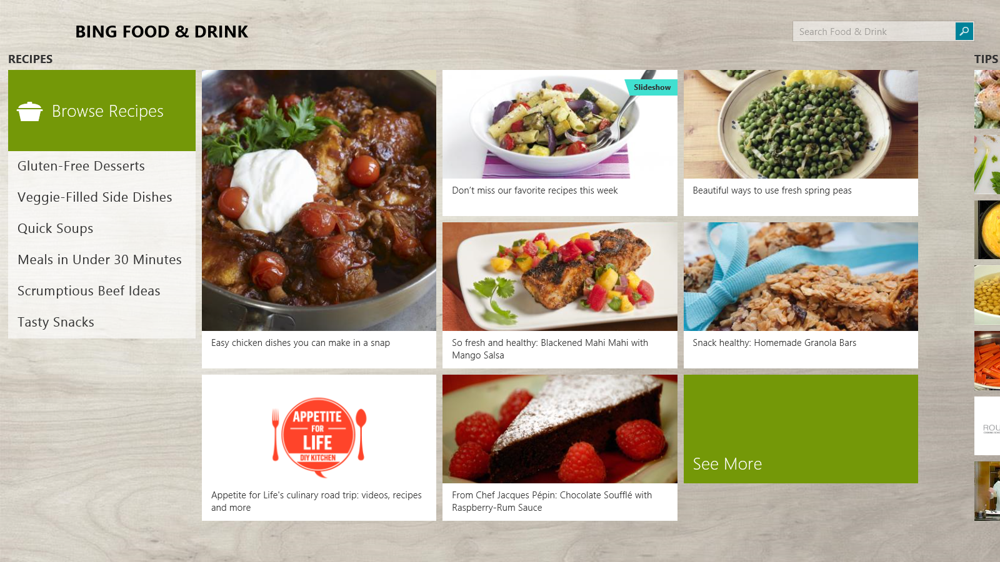 BING FOOD & DRINK
Search Food & Drink
RECIPES
TIPS
Browse Recipes
Gluten-Free Desserts
Veggie-Filled Side Dishes
Quick Soups
Meals in Under 30 Minutes
Scrumptious Beef Ideas
Tasty Snacks
Easy chicken dishes you can make in a snap
Slideshow
Don't miss our favorite recipes this week
Beautiful ways to use fresh spring peas
So fresh and healthy: Blackened Mahi Mahi with
Mango Salsa
Snack healthy: Homemade Granola Bars
APPETITE
FOR
LIFE
DIY KITCHEN
Appetite for Life's culinary road trip: videos, recipes
and more
From Chef Jacques Pépin: Chocolate Soufflé with
Raspberry-Rum Sauce
See More
ROU